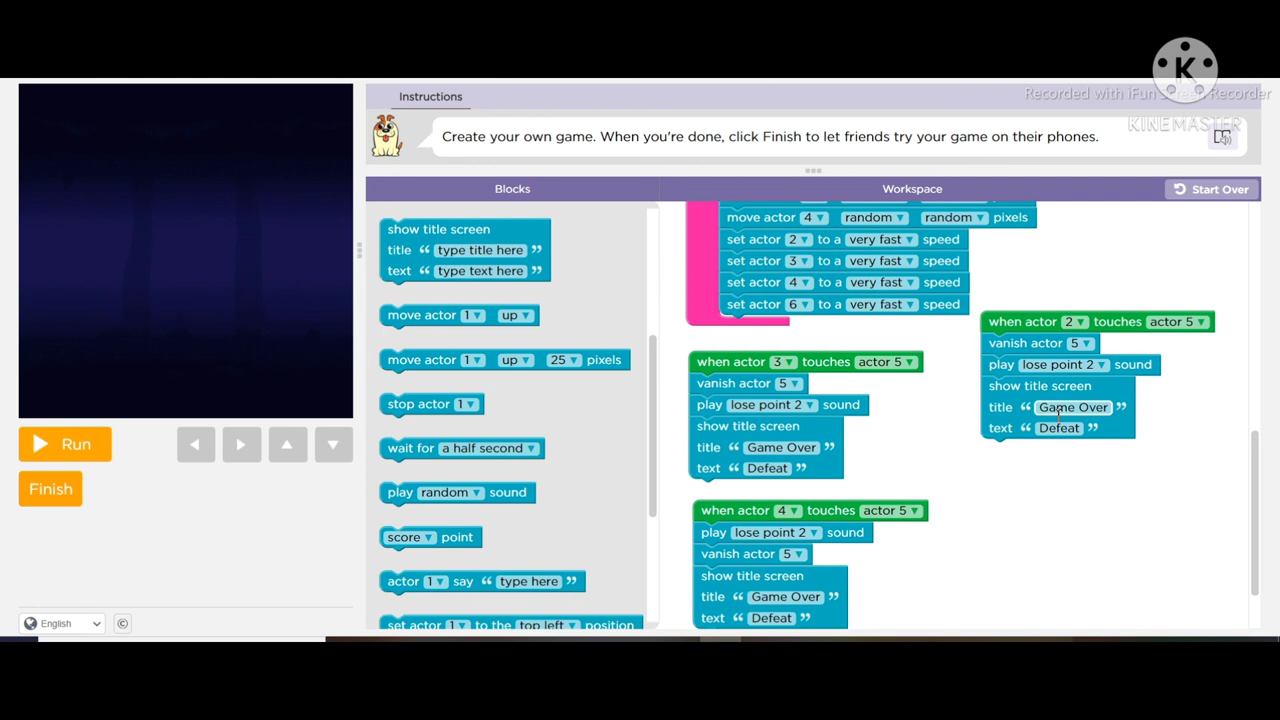 K
Recorded with iFun Screen Recorder
KINEMASTER
Instructions
Create your own game. When you're done, click Finish to let friends try your game on their phones.
Blocks
Workspace
Start Over
show title screen
title “ type title here ”
text “ type text here ”
move actor 1 up
move actor 1 up 25 pixels
stop actor 1
wait for a half second
play random sound
score point
actor 1 say “ type here ”
set actor 1 to the top left position
move actor 4 random random pixels
set actor 2 to a very fast speed
set actor 3 to a very fast speed
set actor 4 to a very fast speed
set actor 6 to a very fast speed
when actor 2 touches actor 5
vanish actor 5
play lose point 2 sound
show title screen
title “ Game Over ”
text “ Defeat ”
when actor 3 touches actor 5
vanish actor 5
play lose point 2 sound
show title screen
title “ Game Over ”
text “ Defeat ”
when actor 4 touches actor 5
play lose point 2 sound
vanish actor 5
show title screen
title “ Game Over ”
text “ Defeat ”
Run
Finish
English
©